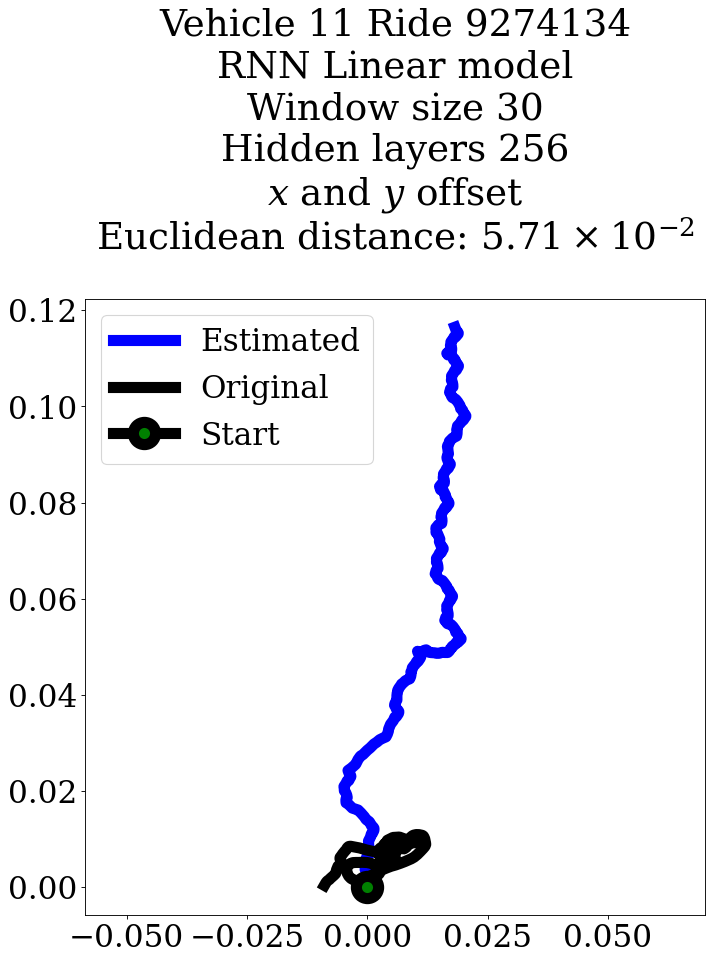 Vehicle 11 Ride 9274134
RNN Linear model
Window size 30
Hidden layers 256
x and y offset
Euclidean distance: 5.71 × 10⁻²
Estimated
Original
Start
0.12
0.10
0.08
0.06
0.04
0.02
0.00
−0.050 −0.025 0.000 0.025 0.050